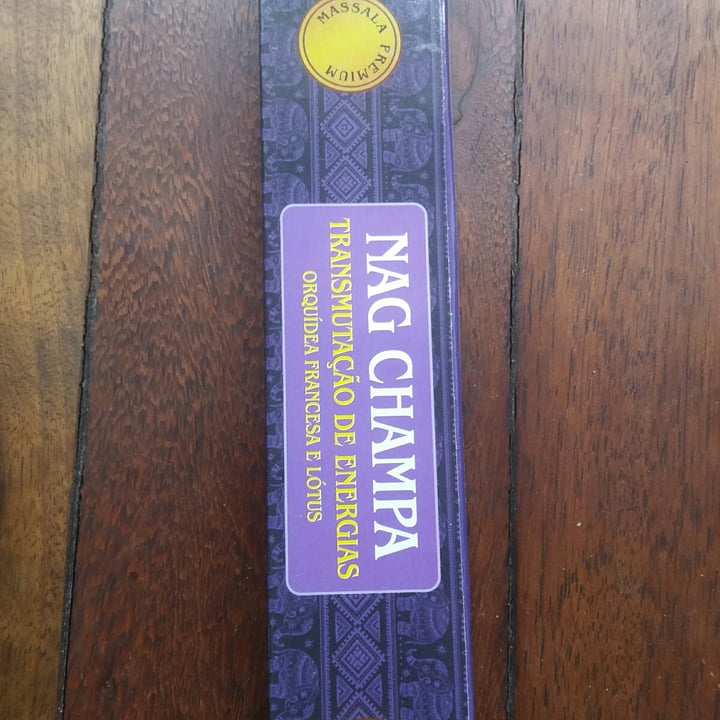 MASSALA PREMIUM
NAG CHAMPA
TRANSMUTAÇÃO DE ENERGIAS
ORQUÍDEA FRANCESA E LÓTUS